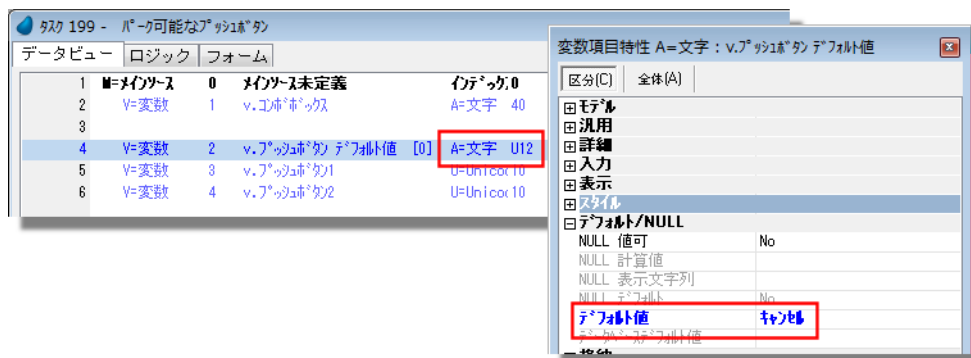 タスク 199 - パーク可能なプッシュボタン
データビュー ロジック フォーム
1 M=メインソース 0 メインソース未定義 インデックス:0
2 V=変数 1 v.コンボボックス A=文字 40
3
4 V=変数 2 v.プッシュボタン デフォルト値 [0] A=文字 U12
5 V=変数 3 v.プッシュボタン1 U=Unicod 10
6 V=変数 4 v.プッシュボタン2 U=Unicod 10
変数項目特性 A=文字:v.プッシュボタン デフォルト値
区分(C) 全体(A)
モデル
汎用
詳細
入力
表示
スタイル
デフォルト/NULL
NULL 値可 No
NULL 計算値
NULL 表示文字列
NULL デフォルト No
デフォルト値 キャンセル
データベースデフォルト値
格納